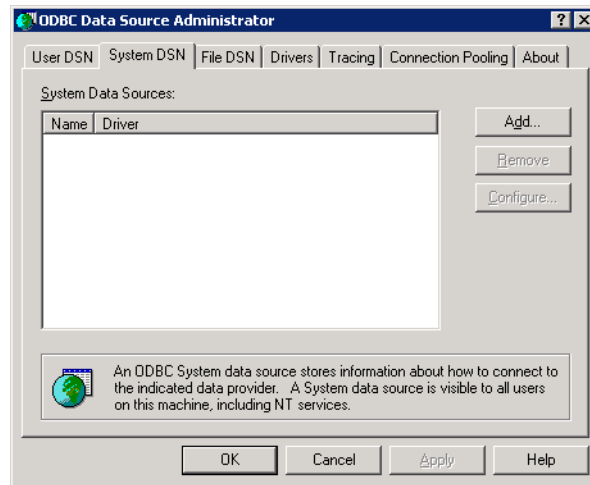 ODBC Data Source Administrator
User DSN System DSN File DSN Drivers Tracing Connection Pooling About
System Data Sources:
Name Driver
Add...
Remove
Configure...
An ODBC System data source stores information about how to connect to
the indicated data provider. A System data source is visible to all users
on this machine, including NT services.
OK Cancel Apply Help